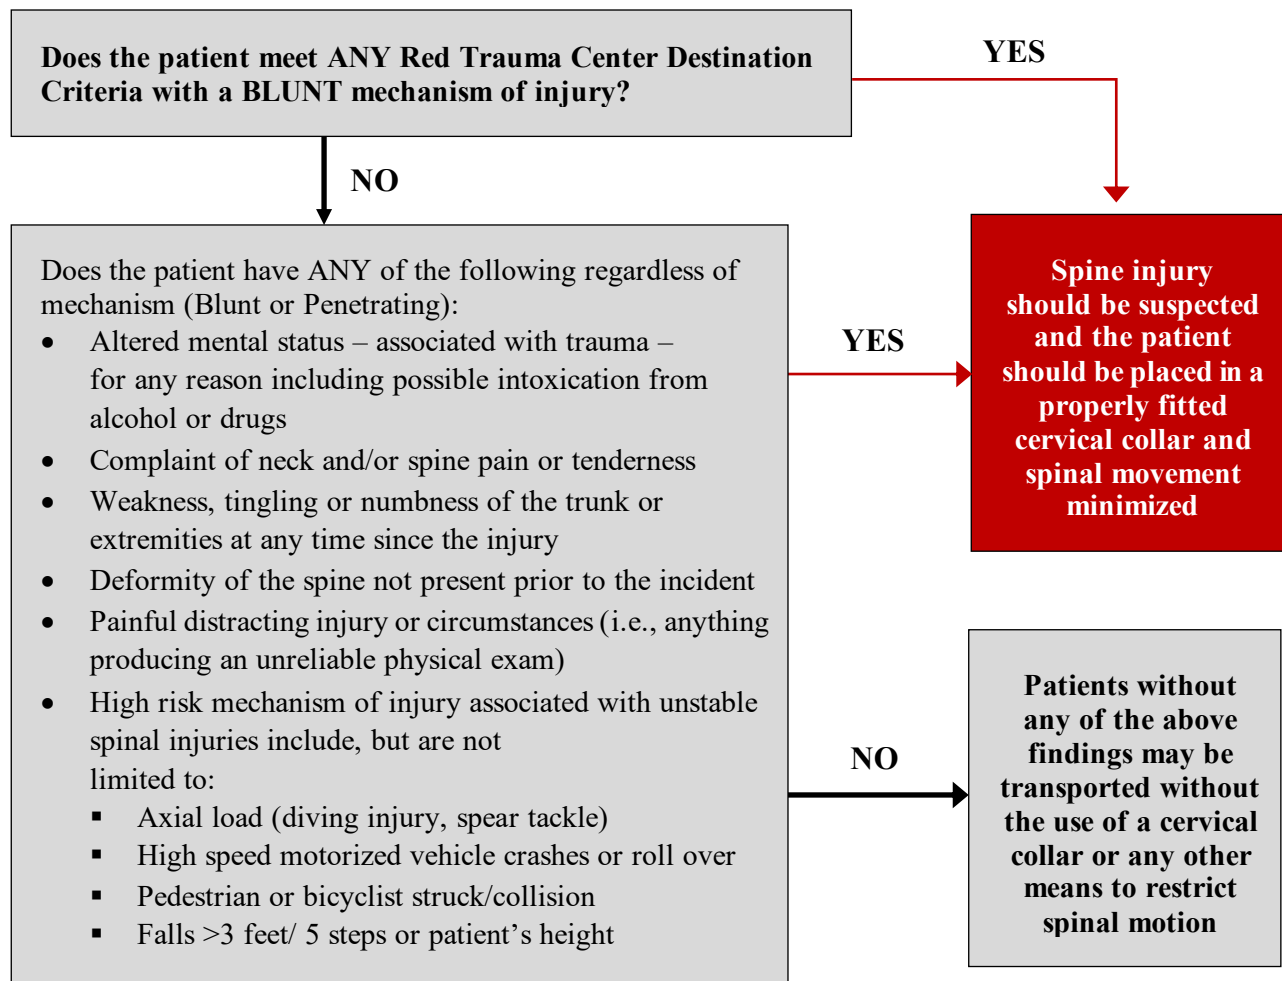 Does the patient meet ANY Red Trauma Center Destination
Criteria with a BLUNT mechanism of injury?
YES
NO
Does the patient have ANY of the following regardless of
mechanism (Blunt or Penetrating):
• Altered mental status – associated with trauma –
for any reason including possible intoxication from
alcohol or drugs
• Complaint of neck and/or spine pain or tenderness
• Weakness, tingling or numbness of the trunk or
extremities at any time since the injury
• Deformity of the spine not present prior to the incident
• Painful distracting injury or circumstances (i.e., anything
producing an unreliable physical exam)
• High risk mechanism of injury associated with unstable
spinal injuries include, but are not
limited to:
▪ Axial load (diving injury, spear tackle)
▪ High speed motorized vehicle crashes or roll over
▪ Pedestrian or bicyclist struck/collision
▪ Falls >3 feet/ 5 steps or patient’s height
YES
Spine injury
should be suspected
and the patient
should be placed in a
properly fitted
cervical collar and
spinal movement
minimized
NO
Patients without
any of the above
findings may be
transported without
the use of a cervical
collar or any other
means to restrict
spinal motion